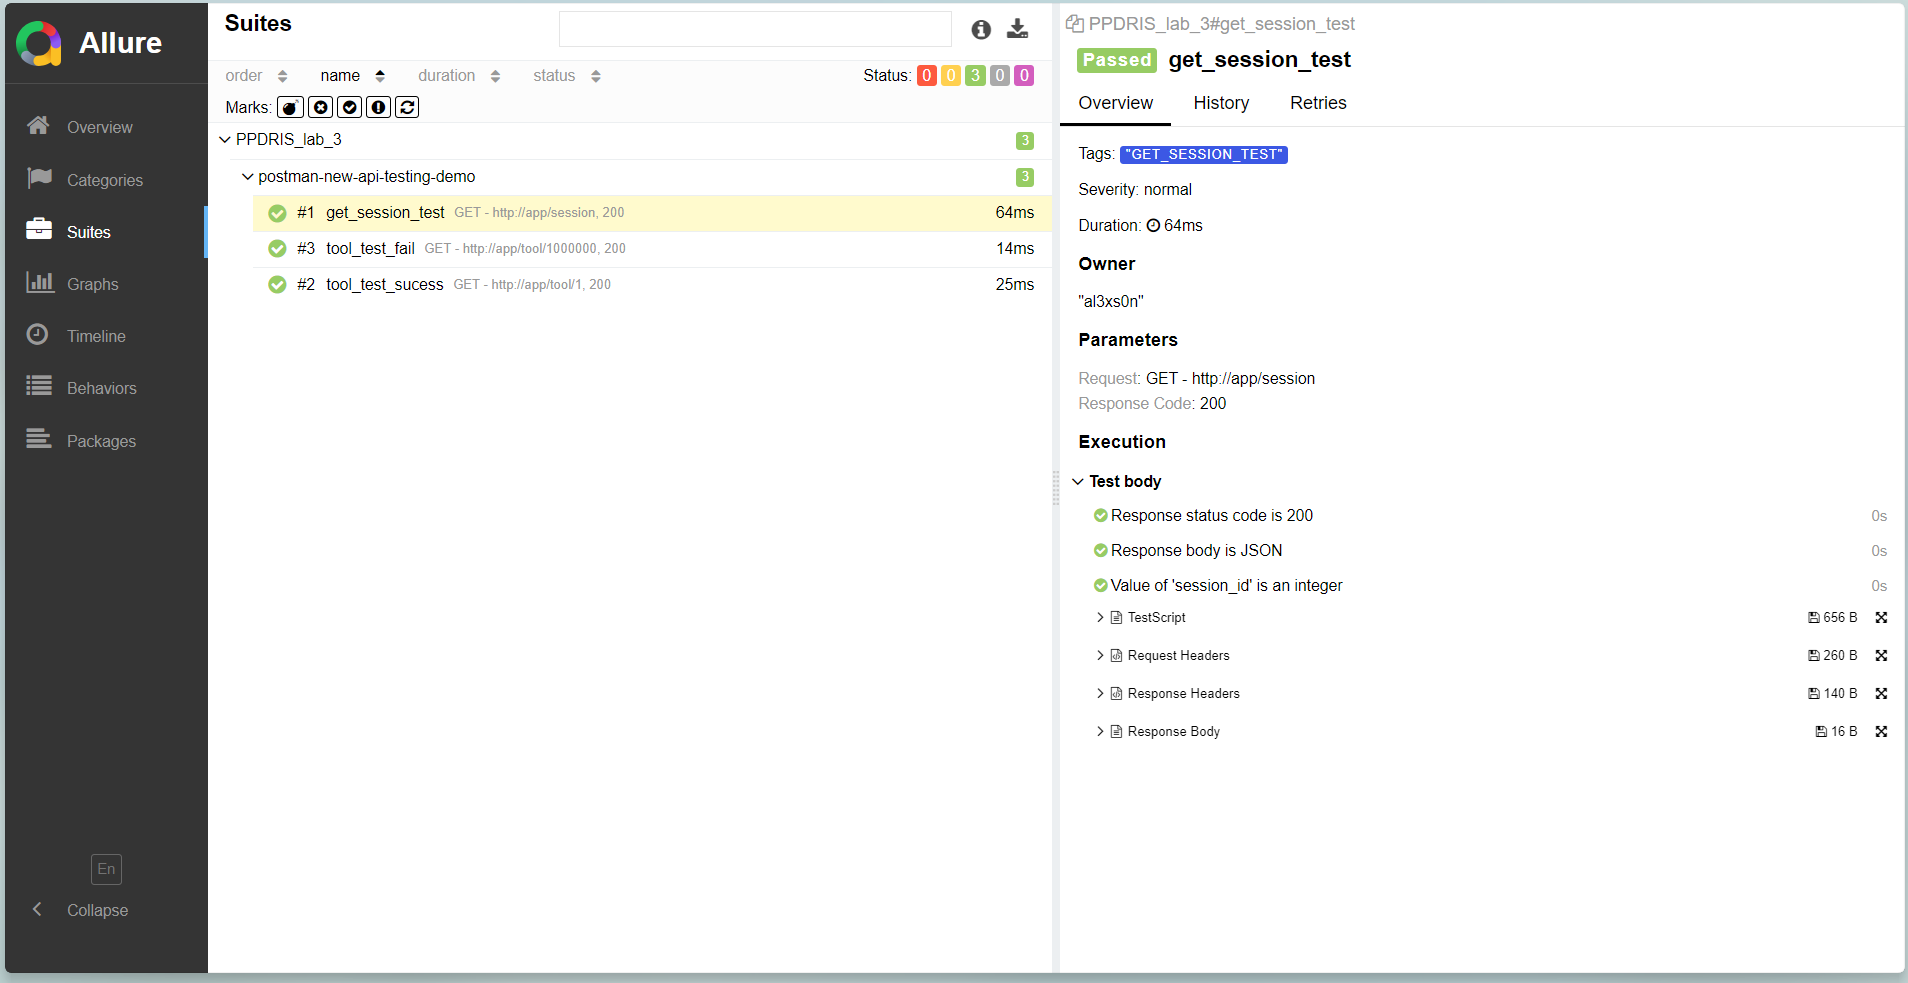 Allure
Overview
Categories
Suites
Graphs
Timeline
Behaviors
Packages
En
Collapse
Suites
order name duration status Status: 0 0 3 0 0
Marks:
PPDRIS_lab_3 3
postman-new-api-testing-demo 3
#1 get_session_test GET - http://app/session, 200 64ms
#3 tool_test_fail GET - http://app/tool/1000000, 200 14ms
#2 tool_test_sucess GET - http://app/tool/1, 200 25ms
PPDRIS_lab_3#get_session_test
Passed get_session_test
Overview History Retries
Tags: "GET_SESSION_TEST"
Severity: normal
Duration: 64ms
Owner
"al3xs0n"
Parameters
Request: GET - http://app/session
Response Code: 200
Execution
Test body
Response status code is 200 0s
Response body is JSON 0s
Value of 'session_id' is an integer 0s
TestScript 656 B
Request Headers 260 B
Response Headers 140 B
Response Body 16 B